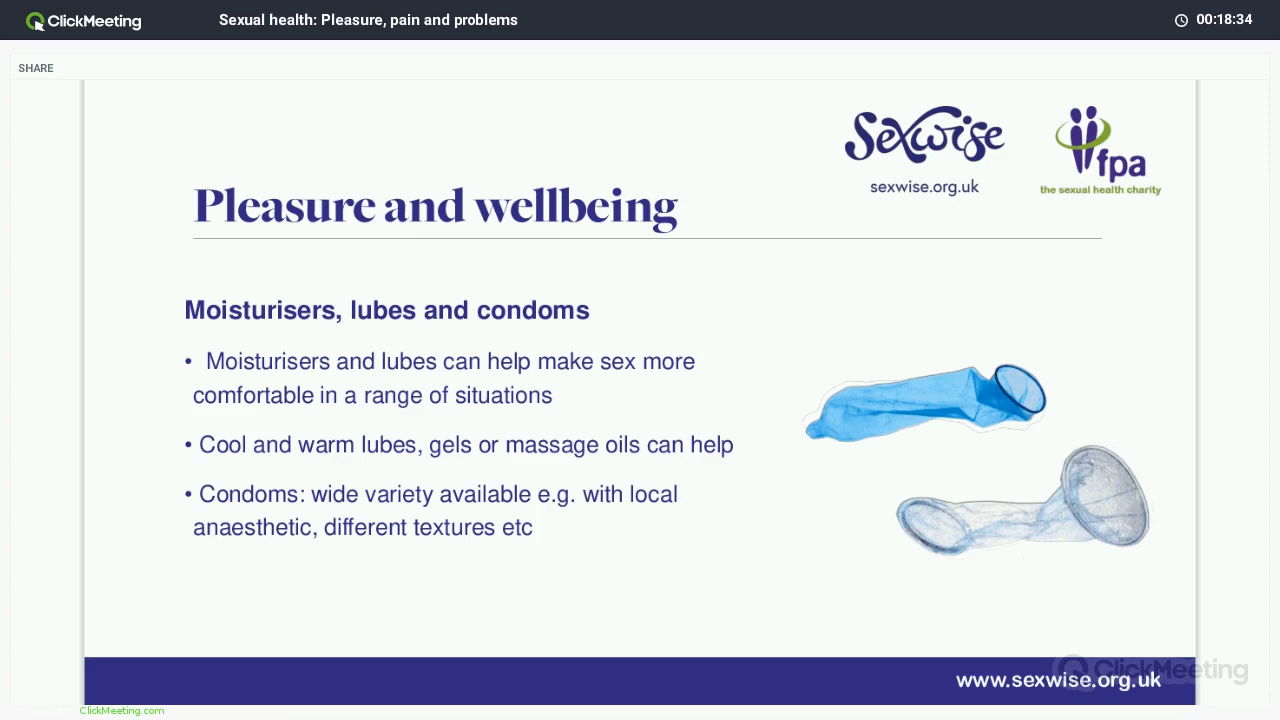 ClickMeeting
Sexual health: Pleasure, pain and problems
00:18:34
SHARE
Sexwise
sexwise.org.uk
fpa
the sexual health charity
Pleasure and wellbeing
Moisturisers, lubes and condoms
• Moisturisers and lubes can help make sex more
comfortable in a range of situations
• Cool and warm lubes, gels or massage oils can help
• Condoms: wide variety available e.g. with local
anaesthetic, different textures etc
ClickMeeting
www.sexwise.org.uk
ClickMeeting.com